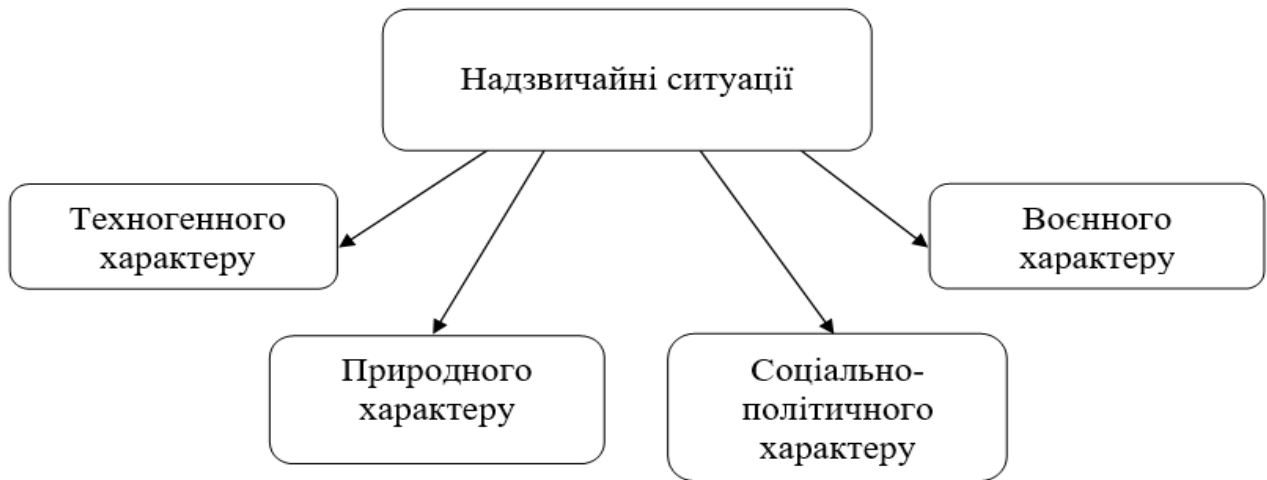 Надзвичайні ситуації
Техногенного
характеру
Воєнного
характеру
Природного
характеру
Соціально-
політичного
характеру